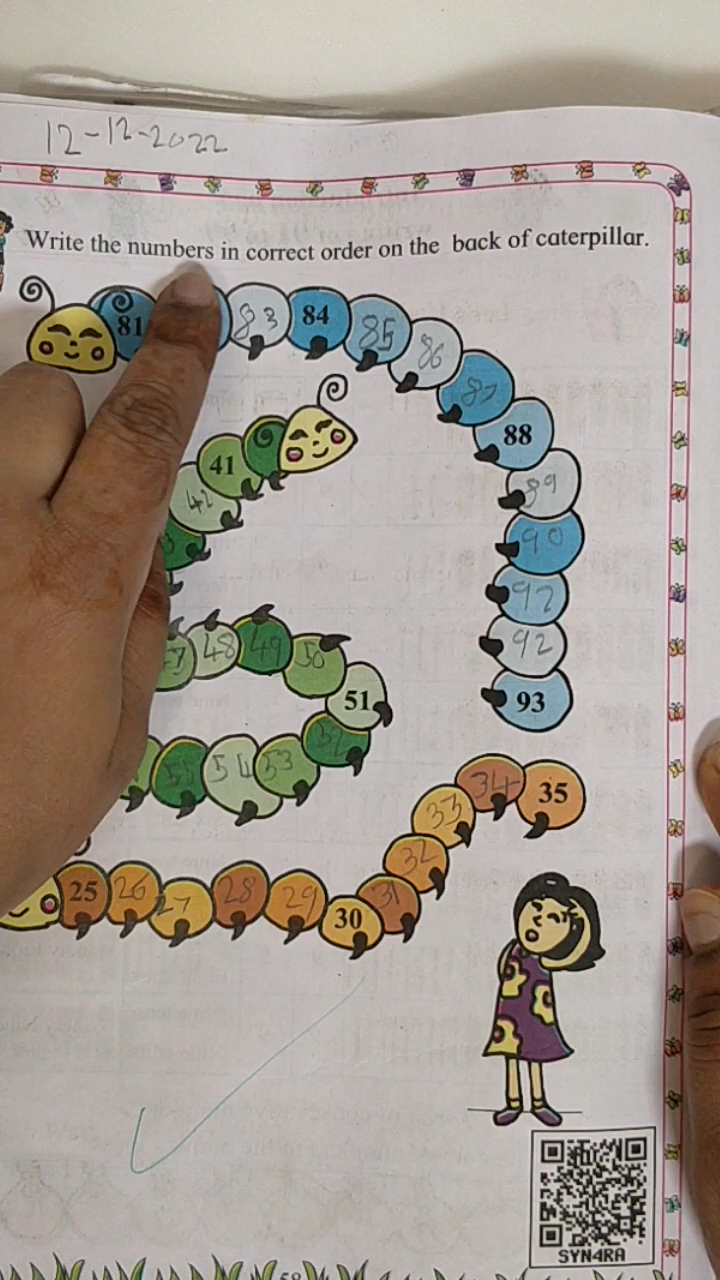 12-12-2022
Write the numbers in correct order on the back of caterpillar.
81 83 84 85 86 87 88 89 90 92 92 93
41 42
48 49 50 51 52 53 54 55
25 26 27 28 29 30 31 32 33 34 35
SYN4RA